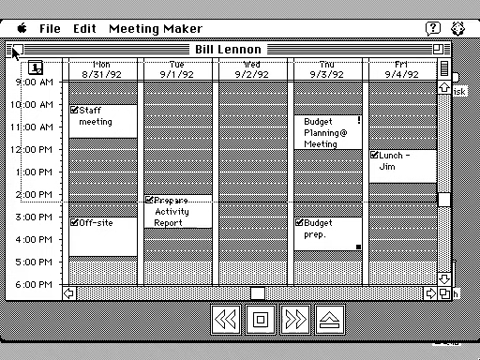 File Edit Meeting Maker
Bill Lennon
Mon Tue Wed Thu Fri
8/31/92 9/1/92 9/2/92 9/3/92 9/4/92
9:00 AM
10:00 AM
11:00 AM
12:00 PM
1:00 PM
2:00 PM
3:00 PM
4:00 PM
5:00 PM
6:00 PM
Staff
meeting
Off-site
Prepare
Activity
Report
Budget !
Planning@
Meeting
Budget
prep.
Lunch -
Jim
isk